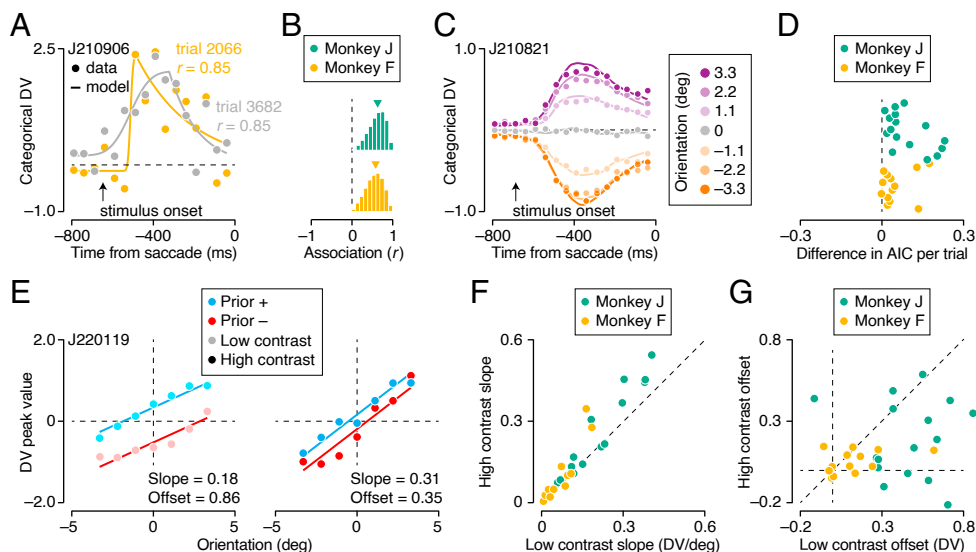 A
J210906
2.5
−1.0
Categorical DV
data
model
trial 2066
r = 0.85
trial 3682
r = 0.85
stimulus onset
−800
−400
0
Time from saccade (ms)
B
Monkey J
Monkey F
−1
0
1
Association (r)
C
J210821
1.0
−1.0
Categorical DV
stimulus onset
−800
−400
0
Time from saccade (ms)
Orientation (deg)
3.3
2.2
1.1
0
−1.1
−2.2
−3.3
D
Monkey J
Monkey F
−0.3
0
0.3
Difference in AIC per trial
E
J220119
Prior +
Prior −
Low contrast
High contrast
2.0
0
−2.0
DV peak value
Slope = 0.18
Offset = 0.86
Slope = 0.31
Offset = 0.35
−5
0
5
−5
0
5
Orientation (deg)
F
Monkey J
Monkey F
0.6
0.3
0
High contrast slope
0
0.3
0.6
Low contrast slope (DV/deg)
G
Monkey J
Monkey F
0.8
0.3
−0.2
High contrast offset
−0.2
0.3
0.8
Low contrast offset (DV)